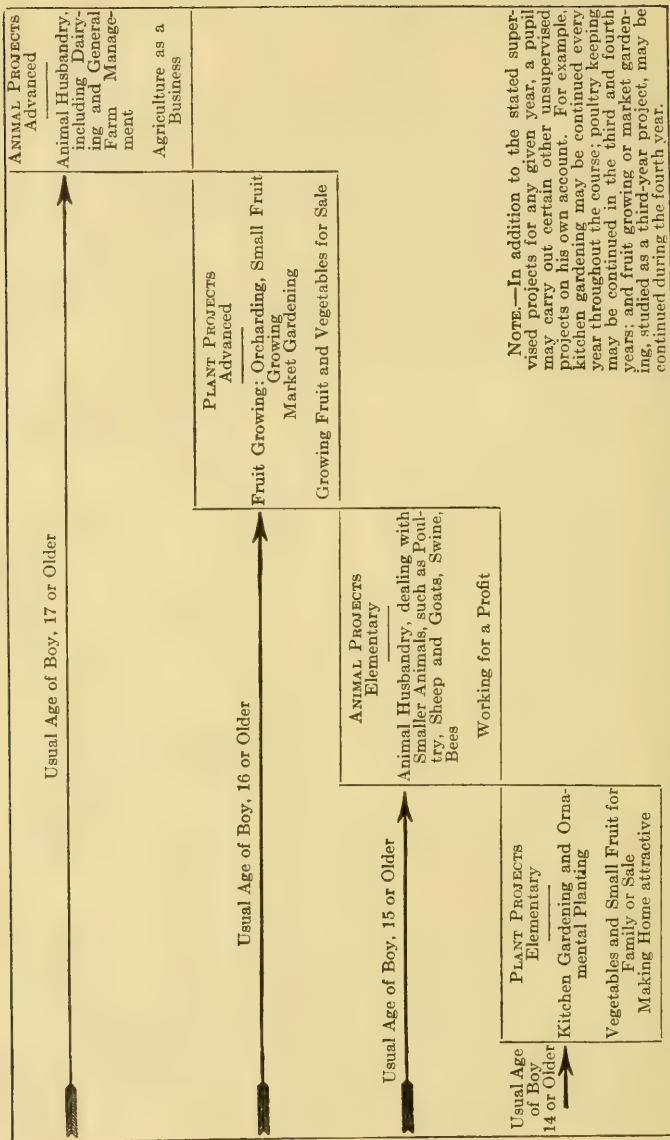 ANIMAL PROJECTS
Advanced
Animal Husbandry,
including Dairy-
ing and General
Farm Manage-
ment
Agriculture as a
Business
Usual Age of Boy, 17 or Older
PLANT PROJECTS
Advanced
Fruit Growing: Orcharding, Small Fruit
Growing
Market Gardening
Growing Fruit and Vegetables for Sale
Usual Age of Boy, 16 or Older
ANIMAL PROJECTS
Elementary
Animal Husbandry, dealing with
Smaller Animals, such as Poul-
try, Sheep and Goats, Swine,
Bees
Working for a Profit
Usual Age of Boy, 15 or Older
PLANT PROJECTS
Elementary
Kitchen Gardening and Orna-
mental Planting
Vegetables and Small Fruit for
Family or Sale
Making Home attractive
Usual Age
of Boy
14 or Older
NOTE.—In addition to the stated super-
vised projects for any given year, a pupil
may carry out certain other unsupervised
projects on his own account. For example,
kitchen gardening may be continued every
year throughout the course; poultry keeping
may be continued in the third and fourth
years; and fruit growing or market garden-
ing, studied as a third-year project, may be
continued during the fourth year.